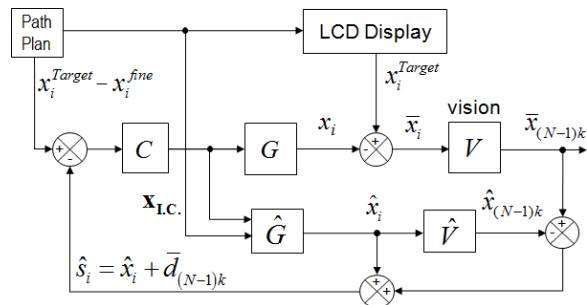 Path Plan
LCD Display
x_i^{Target} − x_i^{fine}
x_i^{Target}
vision
+
-
C
G
x_i
-
+
x̄_i
V
x̄_{(N−1)k}
x_{I.C.}
Ĝ
x̂_i
V̂
x̂_{(N−1)k}
+
-
ŝ_i = x̂_i + d̄_{(N−1)k}
+
+